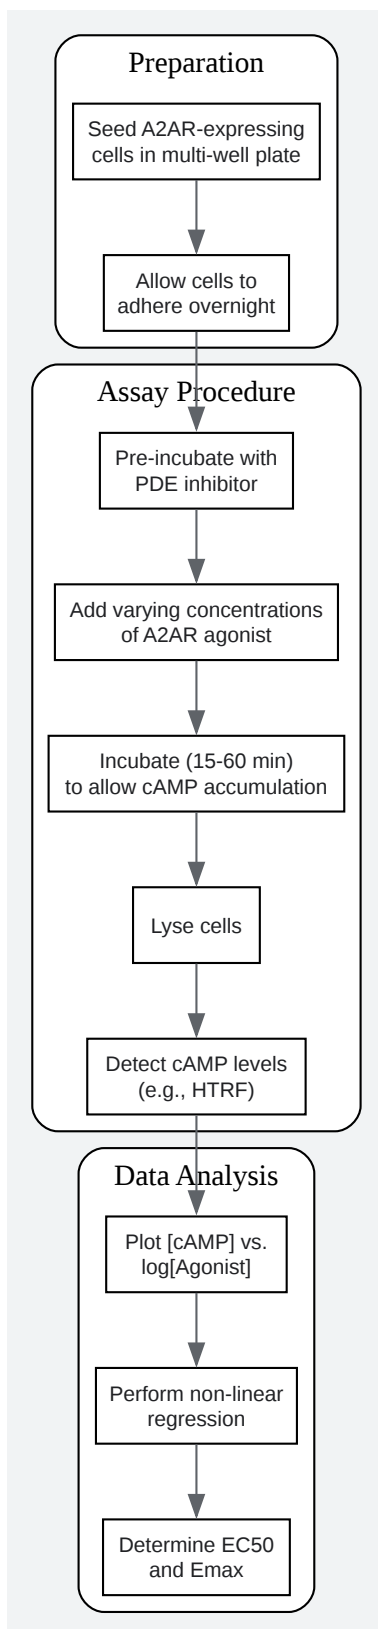 Preparation
Seed A2AR-expressing
cells in multi-well plate
Allow cells to
adhere overnight
Assay Procedure
Pre-incubate with
PDE inhibitor
Add varying concentrations
of A2AR agonist
Incubate (15-60 min)
to allow cAMP accumulation
Lyse cells
Detect cAMP levels
(e.g., HTRF)
Data Analysis
Plot [cAMP] vs.
log[Agonist]
Perform non-linear
regression
Determine EC50
and Emax